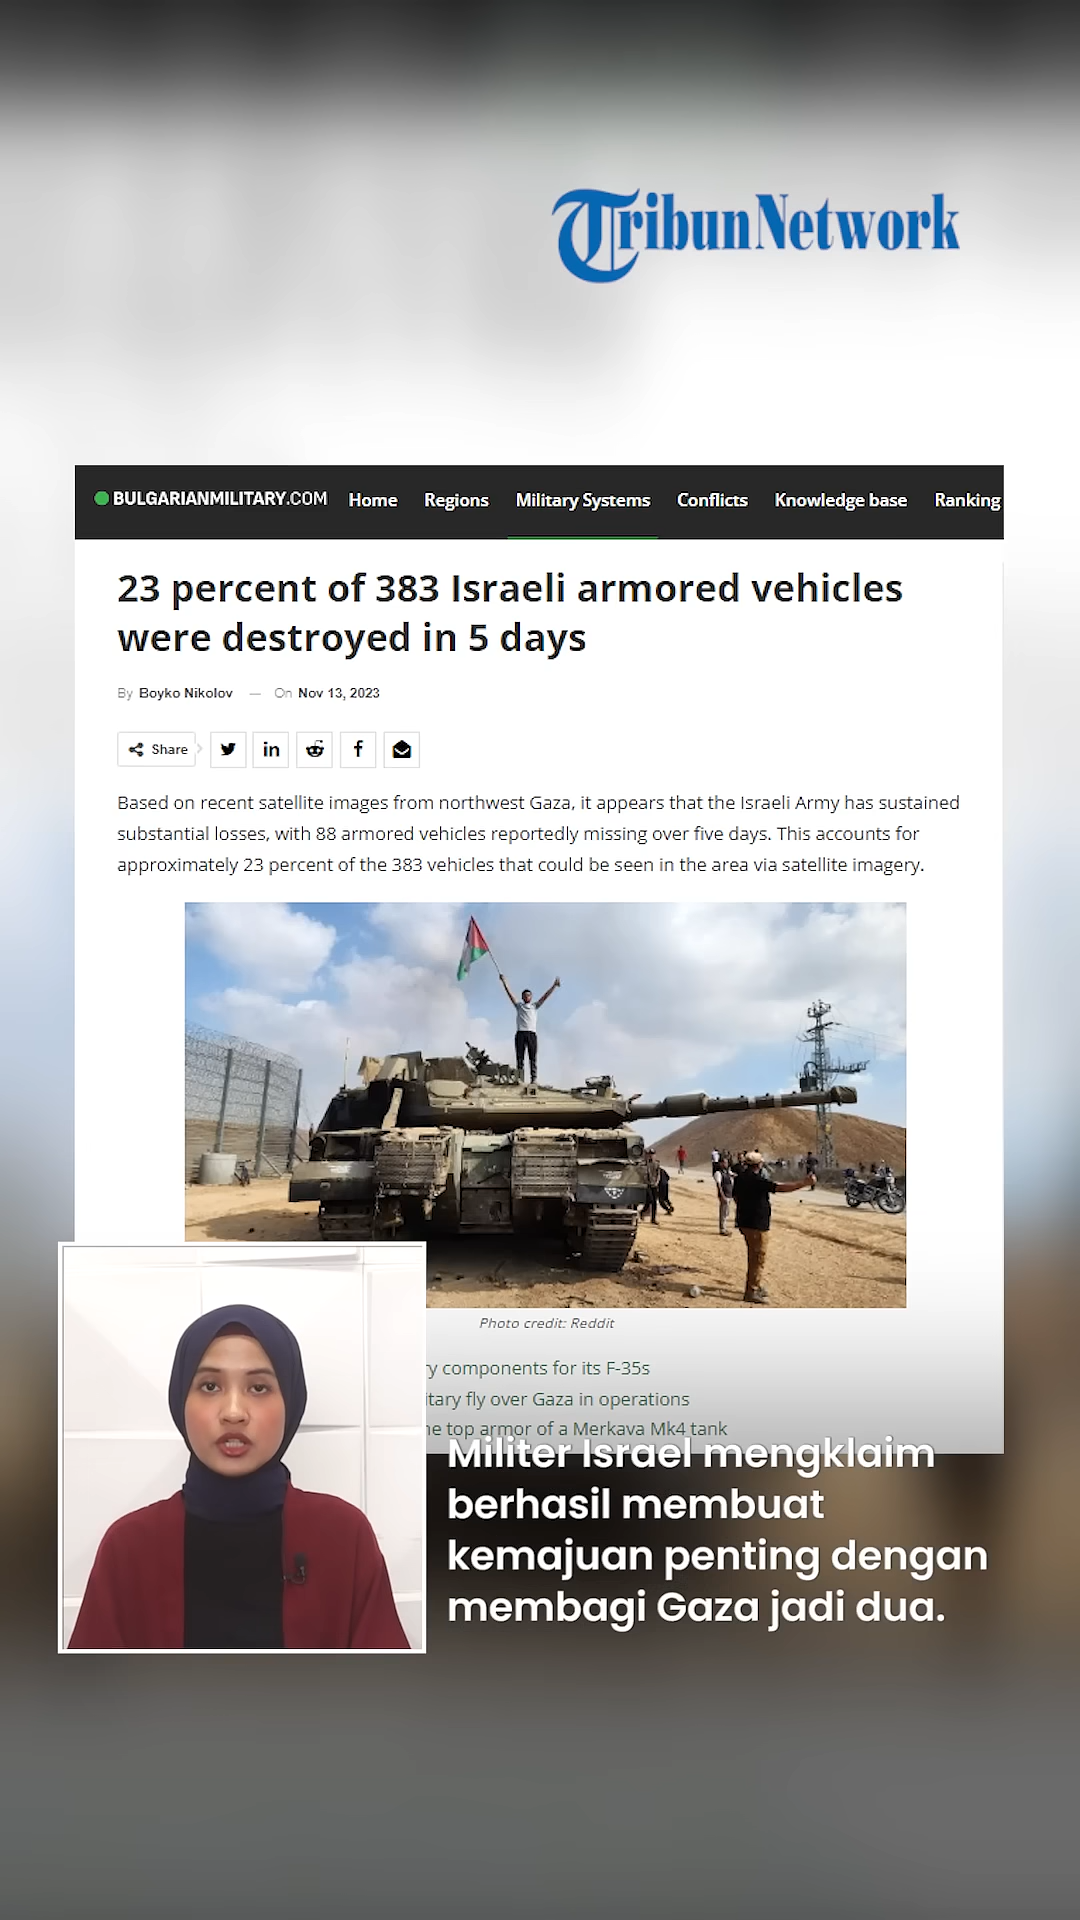 TribunNetwork
BULGARIANMILITARY.COM Home Regions Military Systems Conflicts Knowledge base Ranking
23 percent of 383 Israeli armored vehicles
were destroyed in 5 days
By Boyko Nikolov — On Nov 13, 2023
Share
Based on recent satellite images from northwest Gaza, it appears that the Israeli Army has sustained
substantial losses, with 88 armored vehicles reportedly missing over five days. This accounts for
approximately 23 percent of the 383 vehicles that could be seen in the area via satellite imagery.
Photo credit: Reddit
components for its F-35s
fly over Gaza in operations
top armor of a Merkava Mk4 tank
Militer Israel mengklaim
berhasil membuat
kemajuan penting dengan
membagi Gaza jadi dua.